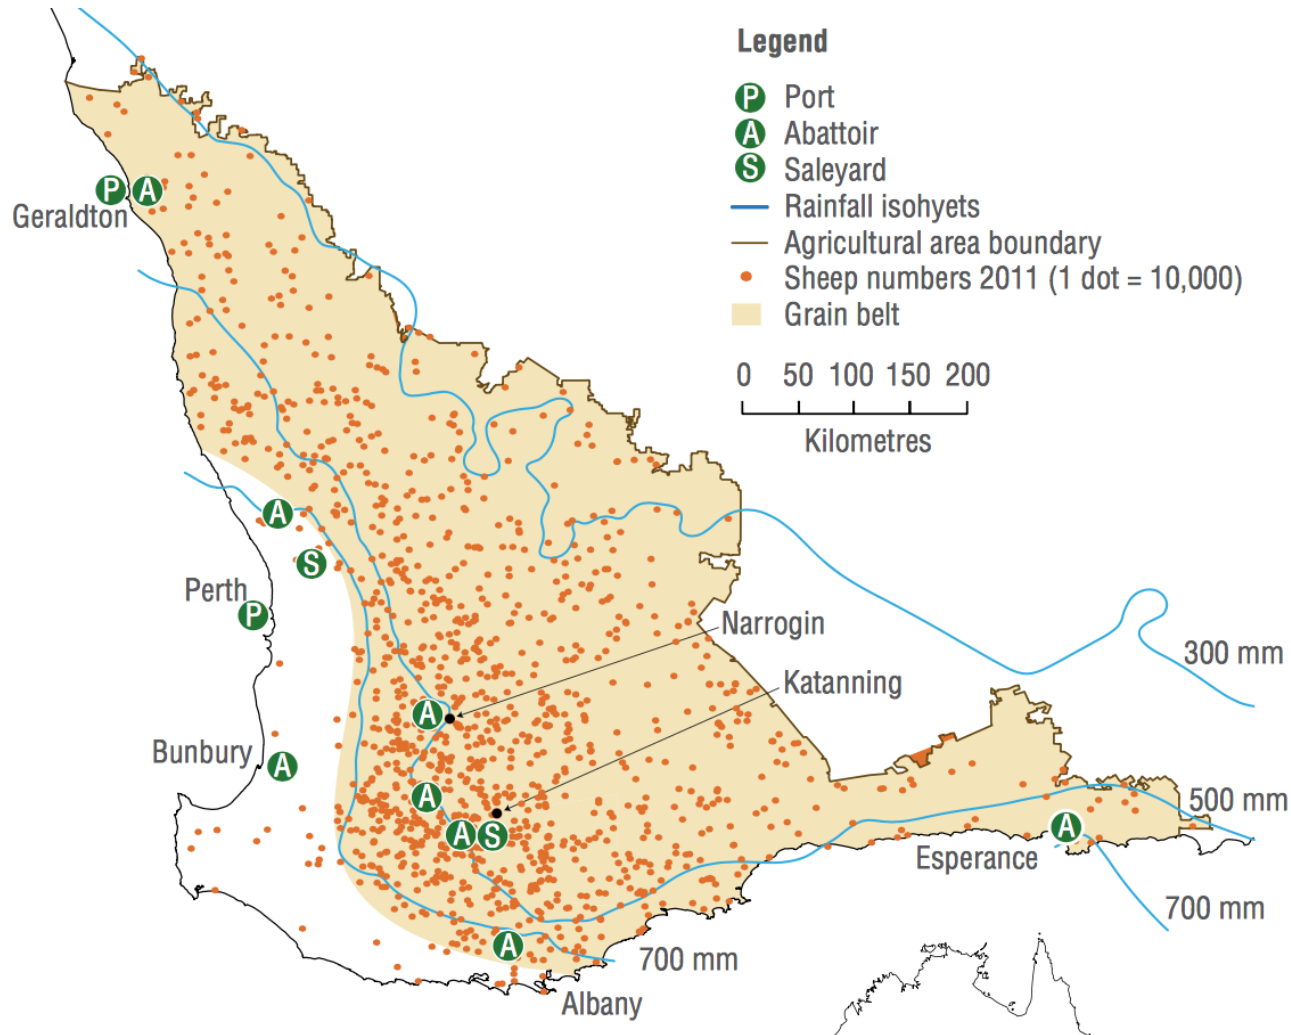 Legend
P Port
A Abattoir
S Saleyard
Rainfall isohyets
Agricultural area boundary
Sheep numbers 2011 (1 dot = 10,000)
Grain belt
0 50 100 150 200
Kilometres
P A
Geraldton
A
S
Perth
P
Narrogin
Katanning
300 mm
A
Bunbury
A
A
A S
500 mm
A
Esperance
700 mm
A
700 mm
Albany